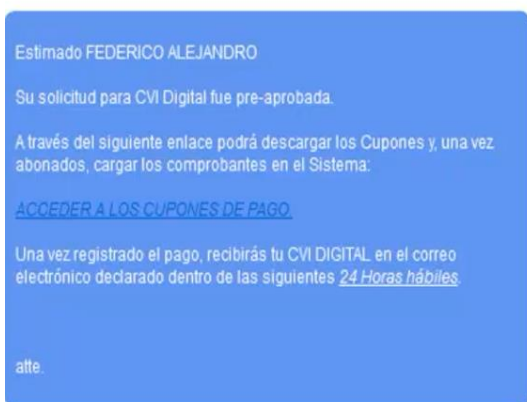 Estimado FEDERICO ALEJANDRO
Su solicitud para CVI Digital fue pre-aprobada.
A través del siguiente enlace podrá descargar los Cupones y, una vez
abonados, cargar los comprobantes en el Sistema:
ACCEDER A LOS CUPONES DE PAGO.
Una vez registrado el pago, recibirás tu CVI DIGITAL en el correo
electrónico declarado dentro de las siguientes 24 Horas hábiles.
atte.